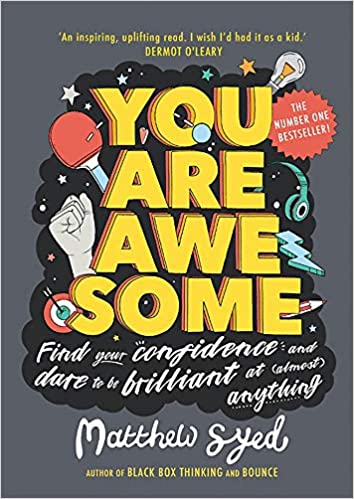 'An inspiring, uplifting read. I wish I'd had it as a kid.'
DERMOT O'LEARY
YOU
ARE
AWE
SOME
THE
NUMBER ONE
BESTSELLER!
Find your "confidence" and
dare to be brilliant at (almost)
anything
Matthew Syed
AUTHOR OF BLACK BOX THINKING AND BOUNCE